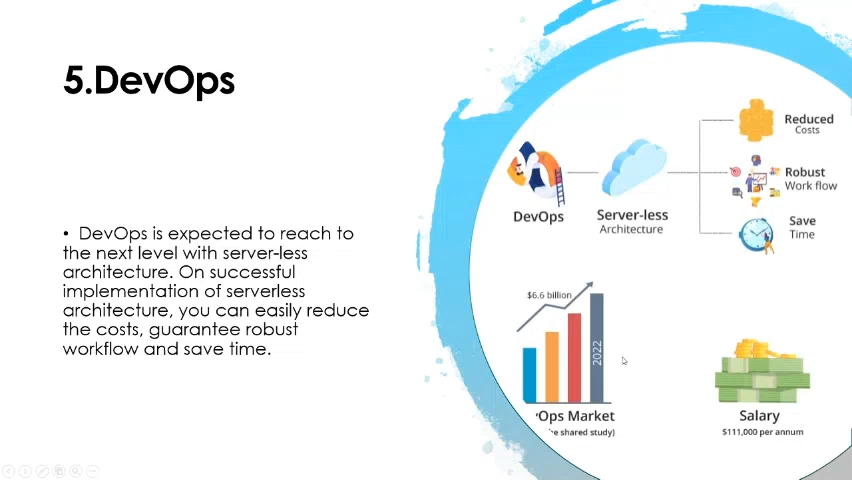 5.DevOps
• DevOps is expected to reach to
the next level with server-less
architecture. On successful
implementation of serverless
architecture, you can easily reduce
the costs, guarantee robust
workflow and save time.
DevOps
Server-less
Architecture
Reduced
Costs
Robust
Work flow
Save
Time
$6.6 billion
2022
Ops Market
he shared study)
Salary
$111,000 per annum